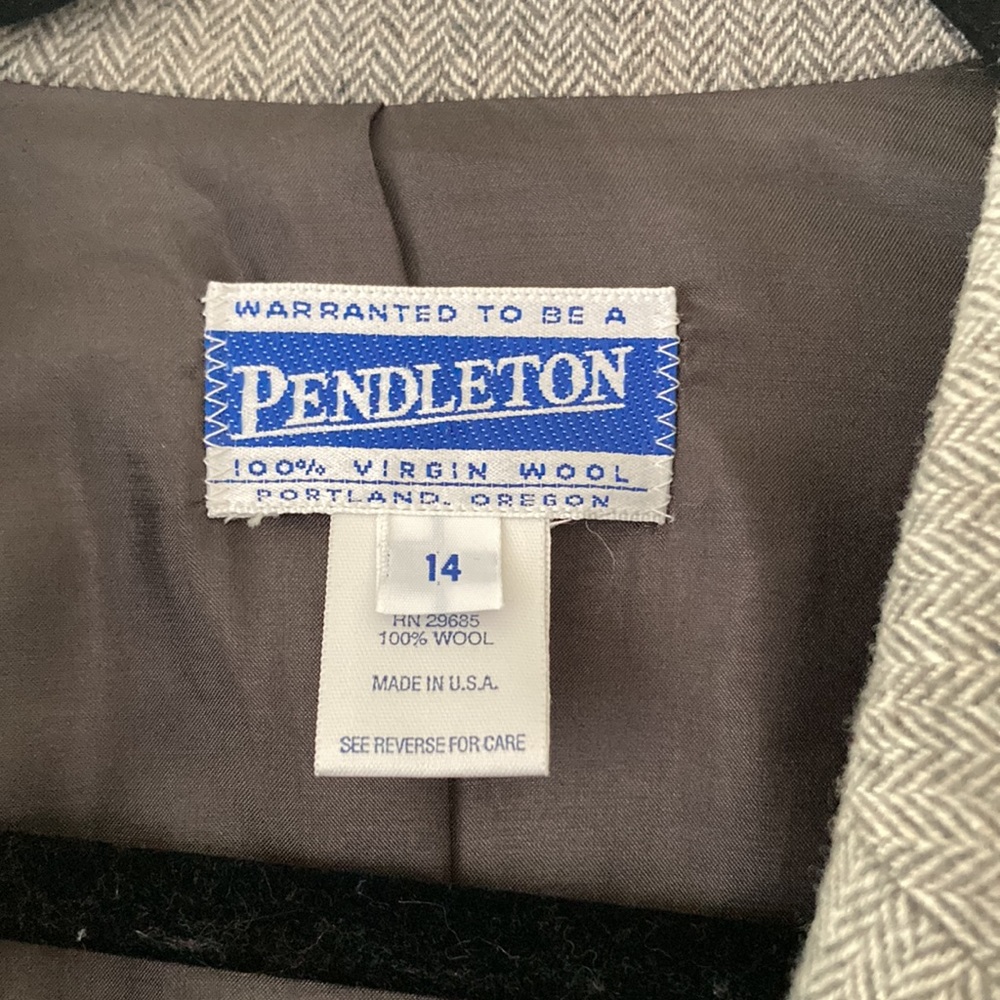 WARRANTED TO BE A
PENDLETON
100% VIRGIN WOOL
PORTLAND, OREGON
14
RN 29685
100% WOOL
MADE IN U.S.A.
SEE REVERSE FOR CARE